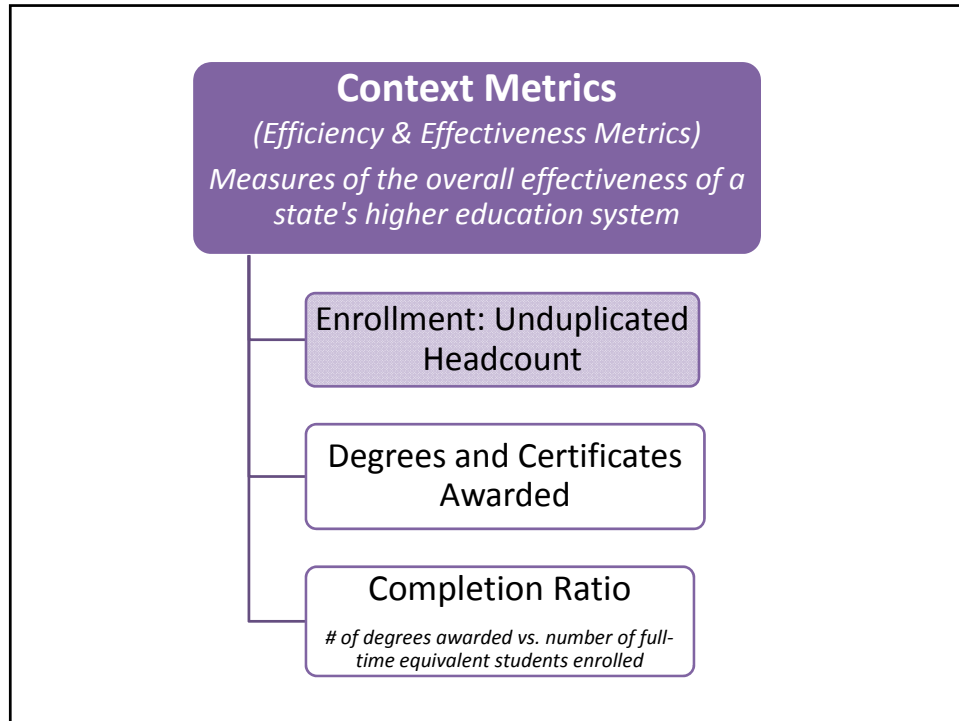 Context Metrics
(Efficiency & Effectiveness Metrics)
Measures of the overall effectiveness of a
state's higher education system
Enrollment: Unduplicated
Headcount
Degrees and Certificates
Awarded
Completion Ratio
# of degrees awarded vs. number of full-
time equivalent students enrolled